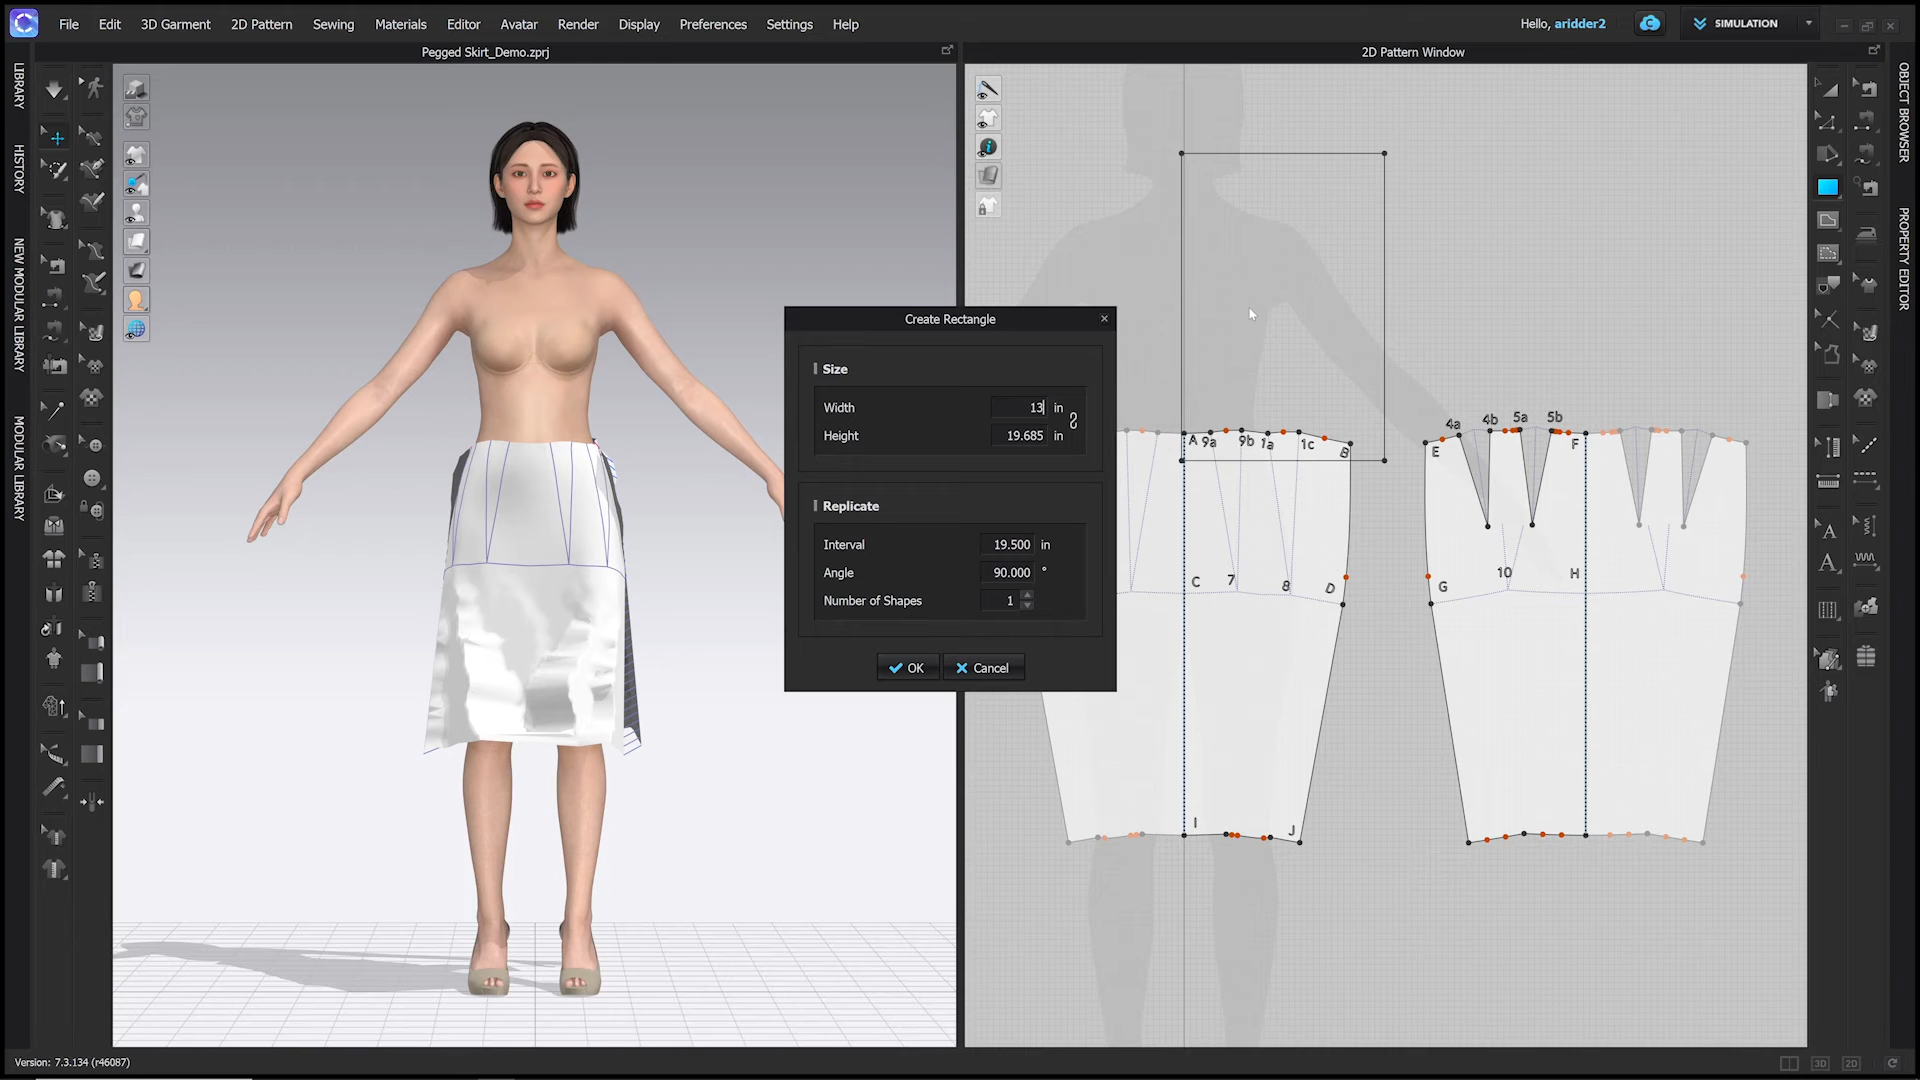 File Edit 3D Garment 2D Pattern Sewing Materials Editor Avatar Render Display Preferences Settings Help Hello, aridder2 SIMULATION
Pegged Skirt_Demo.zprj
2D Pattern Window
LIBRARY
HISTORY
NEW MODULAR LIBRARY
MODULAR LIBRARY
OBJECT BROWSER
PROPERTY EDITOR
Create Rectangle
Size
Width 13 in
Height 19.685 in
Replicate
Interval 19.500 in
Angle 90.000 °
Number of Shapes 1
OK Cancel
A 9a 9b 1a 1c B
C 7 8 D
I J
4a 4b 5a 5b
E F
G 10 H
Version: 7.3.134 (r46087)
3D 2D